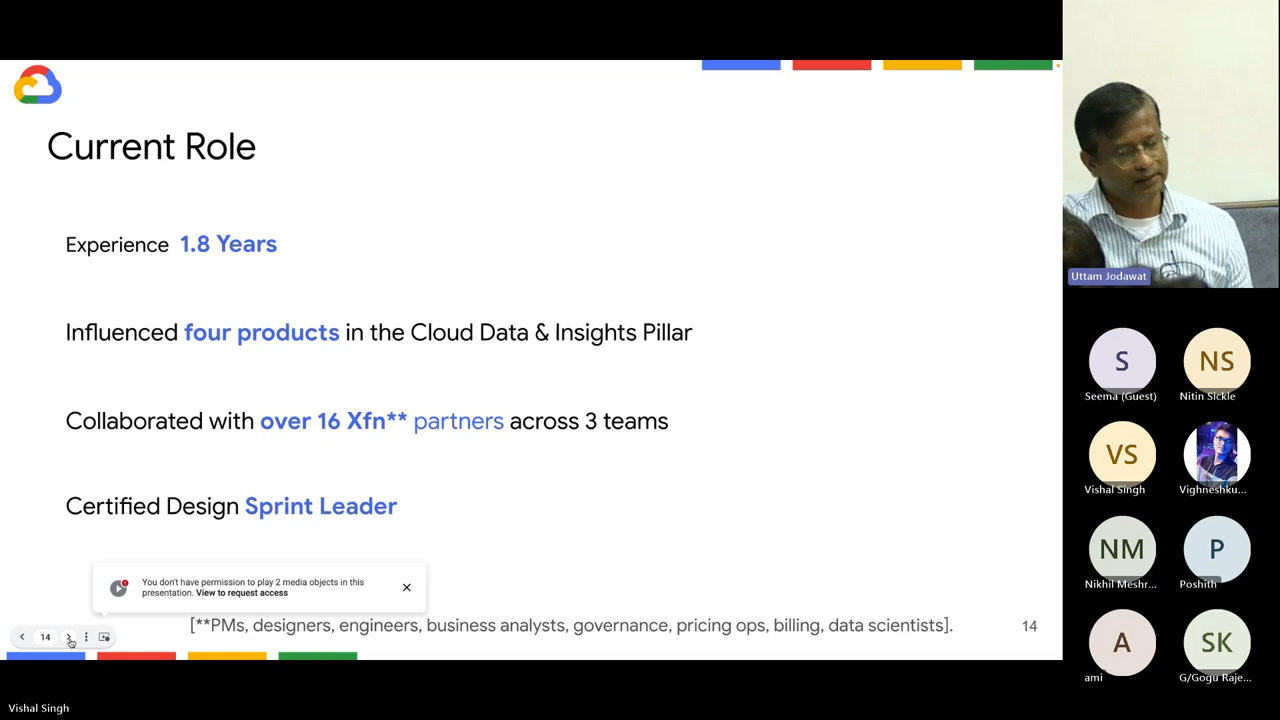 Current Role
Experience 1.8 Years
Influenced four products in the Cloud Data & Insights Pillar
Collaborated with over 16 Xfn** partners across 3 teams
Certified Design Sprint Leader
You don't have permission to play 2 media objects in this
presentation. View to request access
[**PMs, designers, engineers, business analysts, governance, pricing ops, billing, data scientists].
14
14
Vishal Singh
Uttam Jodawat
S
Seema (Guest)
NS
Nitin Sickle
VS
Vishal Singh
Vighneshku...
NM
Nikhil Meshr...
P
Poshith
A
ami
SK
G/Gogu Raje...